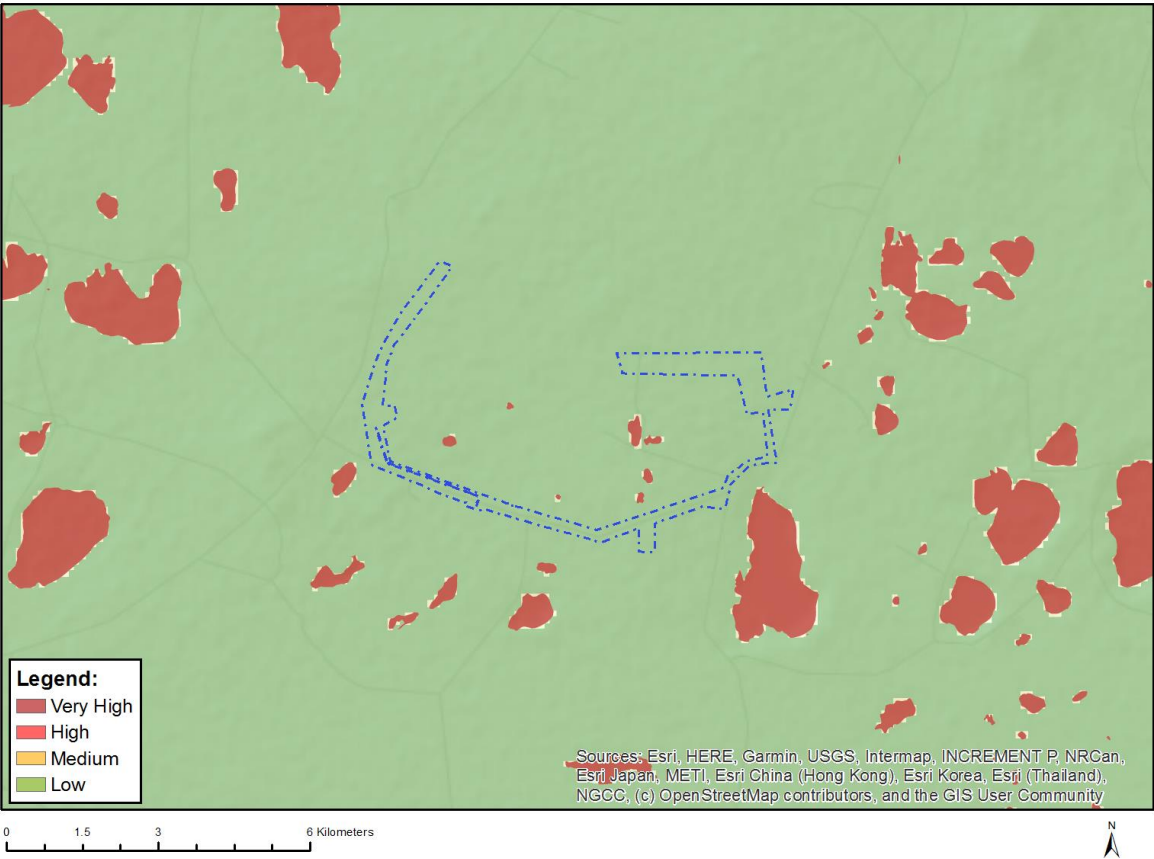 Legend:
Very High
High
Medium
Low
Sources: Esri, HERE, Garmin, USGS, Intermap, INCREMENT P, NRCan,
Esri Japan, METI, Esri China (Hong Kong), Esri Korea, Esri (Thailand),
NGCC, (c) OpenStreetMap contributors, and the GIS User Community
0 1.5 3 6 Kilometers
N